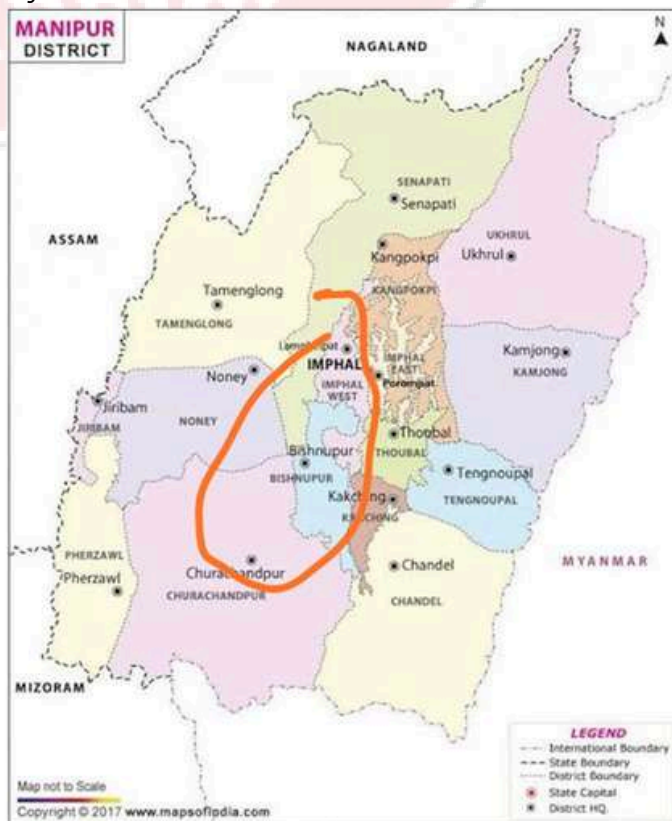 MANIPUR
DISTRICT
N
NAGALAND
SENAPATI
Senapati
ASSAM
UKHRUL
Ukhrul
Kangpokpi
KANGPOKPI
Tamenglong
TAMENGLONG
IMPHAL
IMPHAL
EAST
Porompat
IMPHAL
WEST
Kamjong
KAMJONG
Noney
NONEY
Jiribam
JIRIBAM
Thoubal
THOUBAL
Bishnupur
BISHNUPUR
Tengnoupal
TENGNOUPAL
Kakching
PHERZAWL
Pherzawl
Churachandpur
CHURACHANDPUR
Chandel
CHANDEL
MYANMAR
MIZORAM
LEGEND
International Boundary
State Boundary
District Boundary
State Capital
District HQ.
Map not to Scale
Copyright © 2017 www.mapsofindia.com